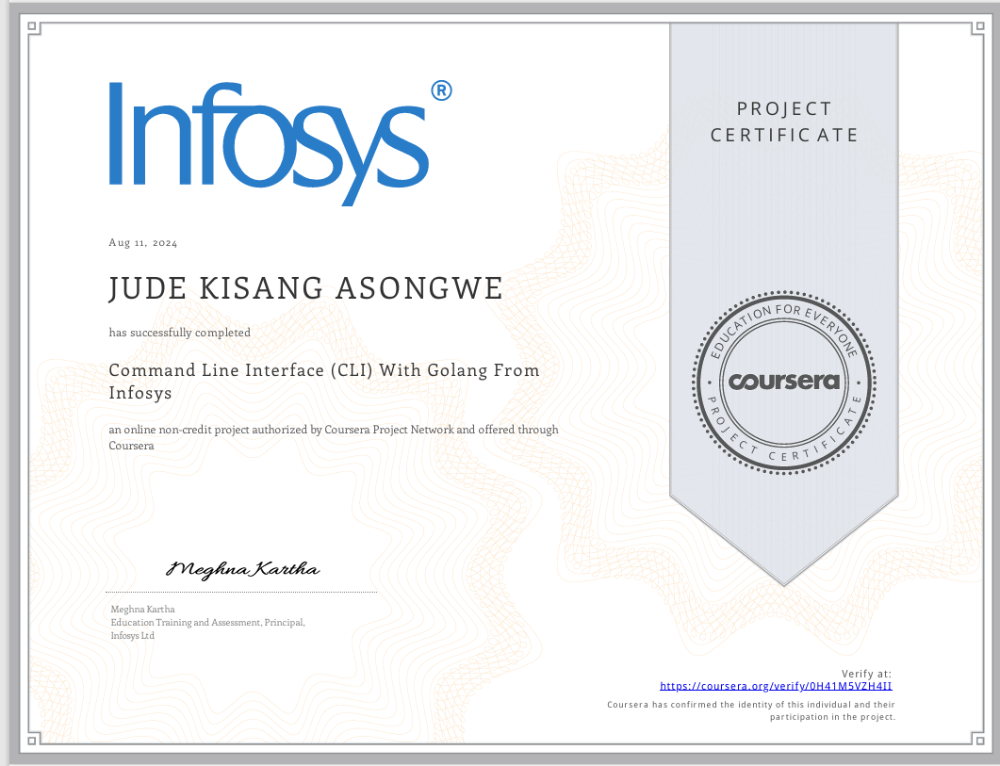 Infosys®
PROJECT
CERTIFICATE
Aug 11, 2024
JUDE KISANG ASONGWE
has successfully completed
Command Line Interface (CLI) With Golang From
Infosys
an online non-credit project authorized by Coursera Project Network and offered through
Coursera
EDUCATION FOR EVERYONE
coursera
PROJECT CERTIFICATE
Meghna Kartha
Meghna Kartha
Education Training and Assessment, Principal,
Infosys Ltd
Verify at:
https://coursera.org/verify/0H41M5VZH4II
Coursera has confirmed the identity of this individual and their
participation in the project.